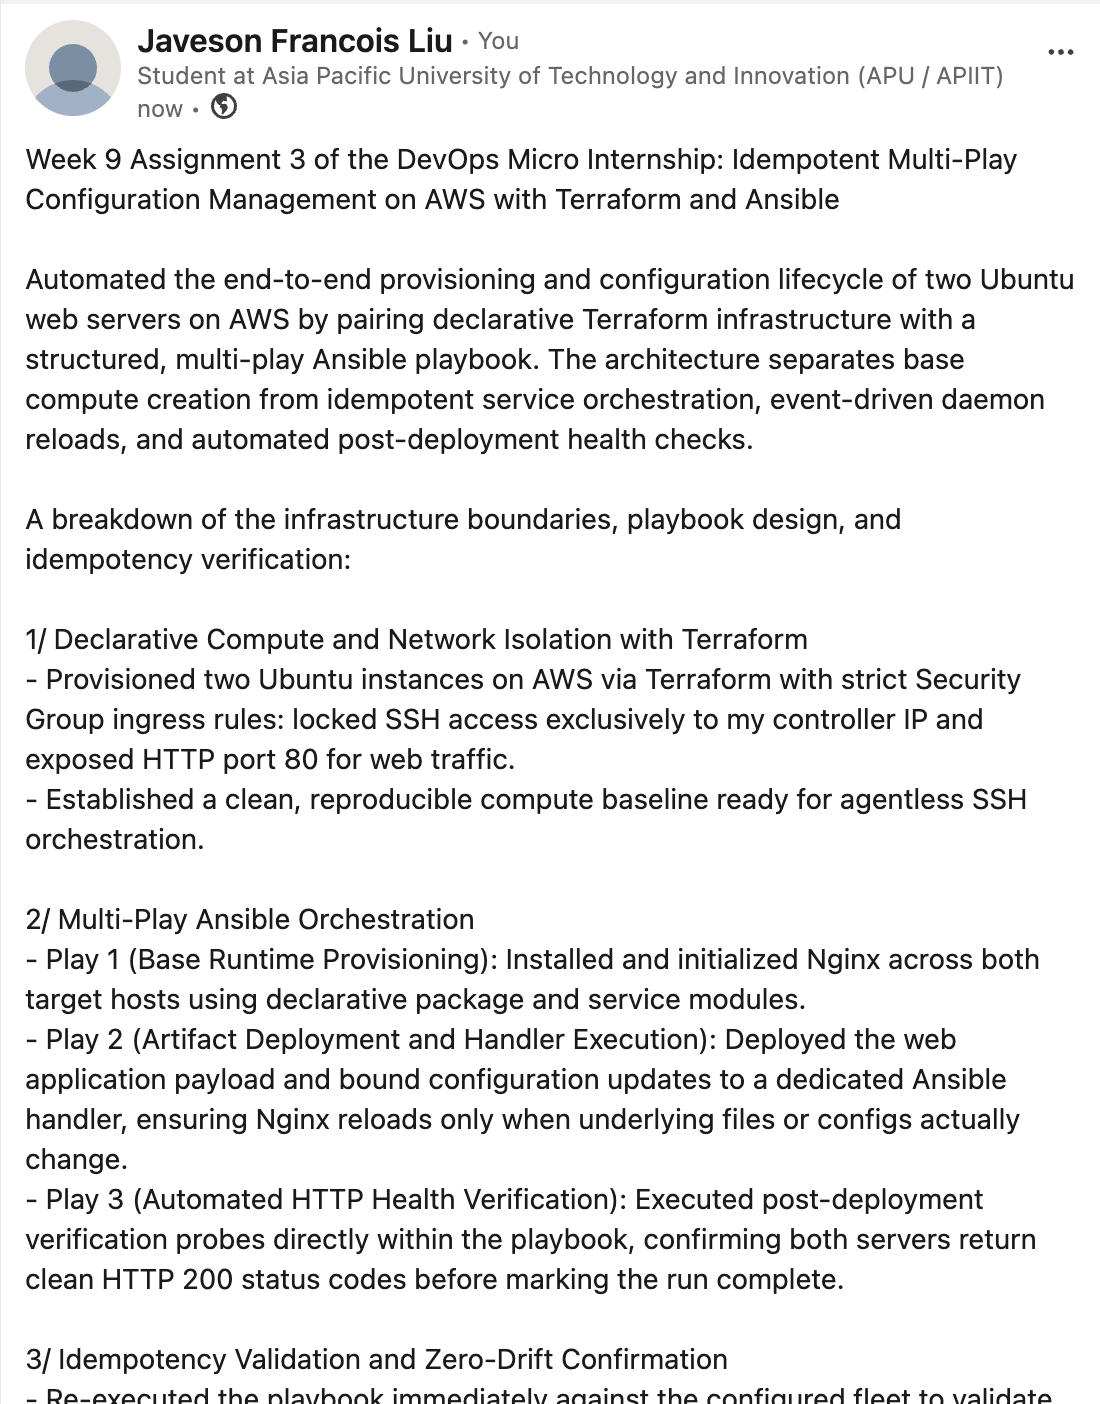 Javeson Francois Liu • You
Student at Asia Pacific University of Technology and Innovation (APU / APIIT)
now •
Week 9 Assignment 3 of the DevOps Micro Internship: Idempotent Multi-Play
Configuration Management on AWS with Terraform and Ansible
Automated the end-to-end provisioning and configuration lifecycle of two Ubuntu
web servers on AWS by pairing declarative Terraform infrastructure with a
structured, multi-play Ansible playbook. The architecture separates base
compute creation from idempotent service orchestration, event-driven daemon
reloads, and automated post-deployment health checks.
A breakdown of the infrastructure boundaries, playbook design, and
idempotency verification:
1/ Declarative Compute and Network Isolation with Terraform
- Provisioned two Ubuntu instances on AWS via Terraform with strict Security
Group ingress rules: locked SSH access exclusively to my controller IP and
exposed HTTP port 80 for web traffic.
- Established a clean, reproducible compute baseline ready for agentless SSH
orchestration.
2/ Multi-Play Ansible Orchestration
- Play 1 (Base Runtime Provisioning): Installed and initialized Nginx across both
target hosts using declarative package and service modules.
- Play 2 (Artifact Deployment and Handler Execution): Deployed the web
application payload and bound configuration updates to a dedicated Ansible
handler, ensuring Nginx reloads only when underlying files or configs actually
change.
- Play 3 (Automated HTTP Health Verification): Executed post-deployment
verification probes directly within the playbook, confirming both servers return
clean HTTP 200 status codes before marking the run complete.
3/ Idempotency Validation and Zero-Drift Confirmation
- Re-executed the playbook immediately against the configured fleet to validate